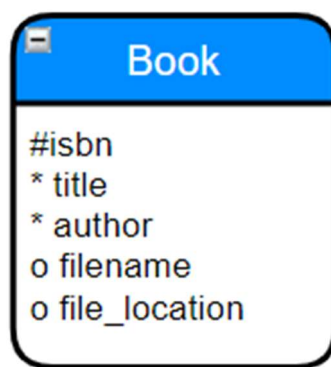 Book
#isbn
* title
* author
o filename
o file_location